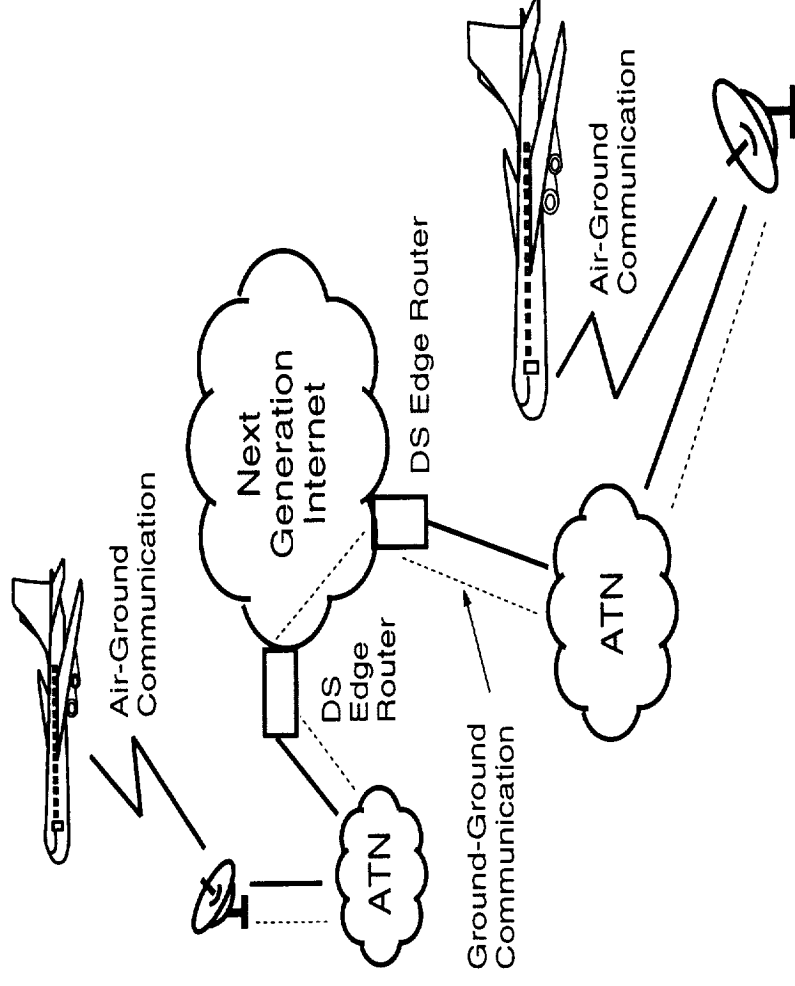 Air-Ground
Communication
Next
Generation
Internet
DS
Edge
Router
DS Edge Router
ATN
Ground-Ground
Communication
Air-Ground
Communication
ATN